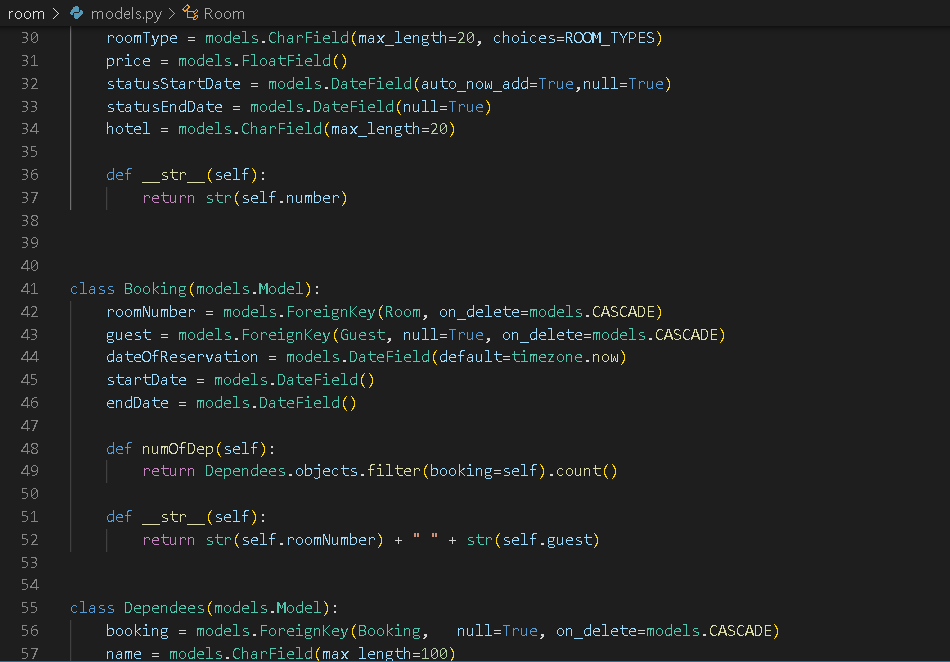 room > models.py > Room
30 roomType = models.CharField(max_length=20, choices=ROOM_TYPES)
31 price = models.FloatField()
32 statusStartDate = models.DateField(auto_now_add=True,null=True)
33 statusEndDate = models.DateField(null=True)
34 hotel = models.CharField(max_length=20)
35
36 def __str__(self):
37 return str(self.number)
38
39
40
41 class Booking(models.Model):
42 roomNumber = models.ForeignKey(Room, on_delete=models.CASCADE)
43 guest = models.ForeignKey(Guest, null=True, on_delete=models.CASCADE)
44 dateOfReservation = models.DateField(default=timezone.now)
45 startDate = models.DateField()
46 endDate = models.DateField()
47
48 def numOfDep(self):
49 return Dependees.objects.filter(booking=self).count()
50
51 def __str__(self):
52 return str(self.roomNumber) + " " + str(self.guest)
53
54
55 class Dependees(models.Model):
56 booking = models.ForeignKey(Booking,   null=True, on_delete=models.CASCADE)
57 name = models.CharField(max_length=100)